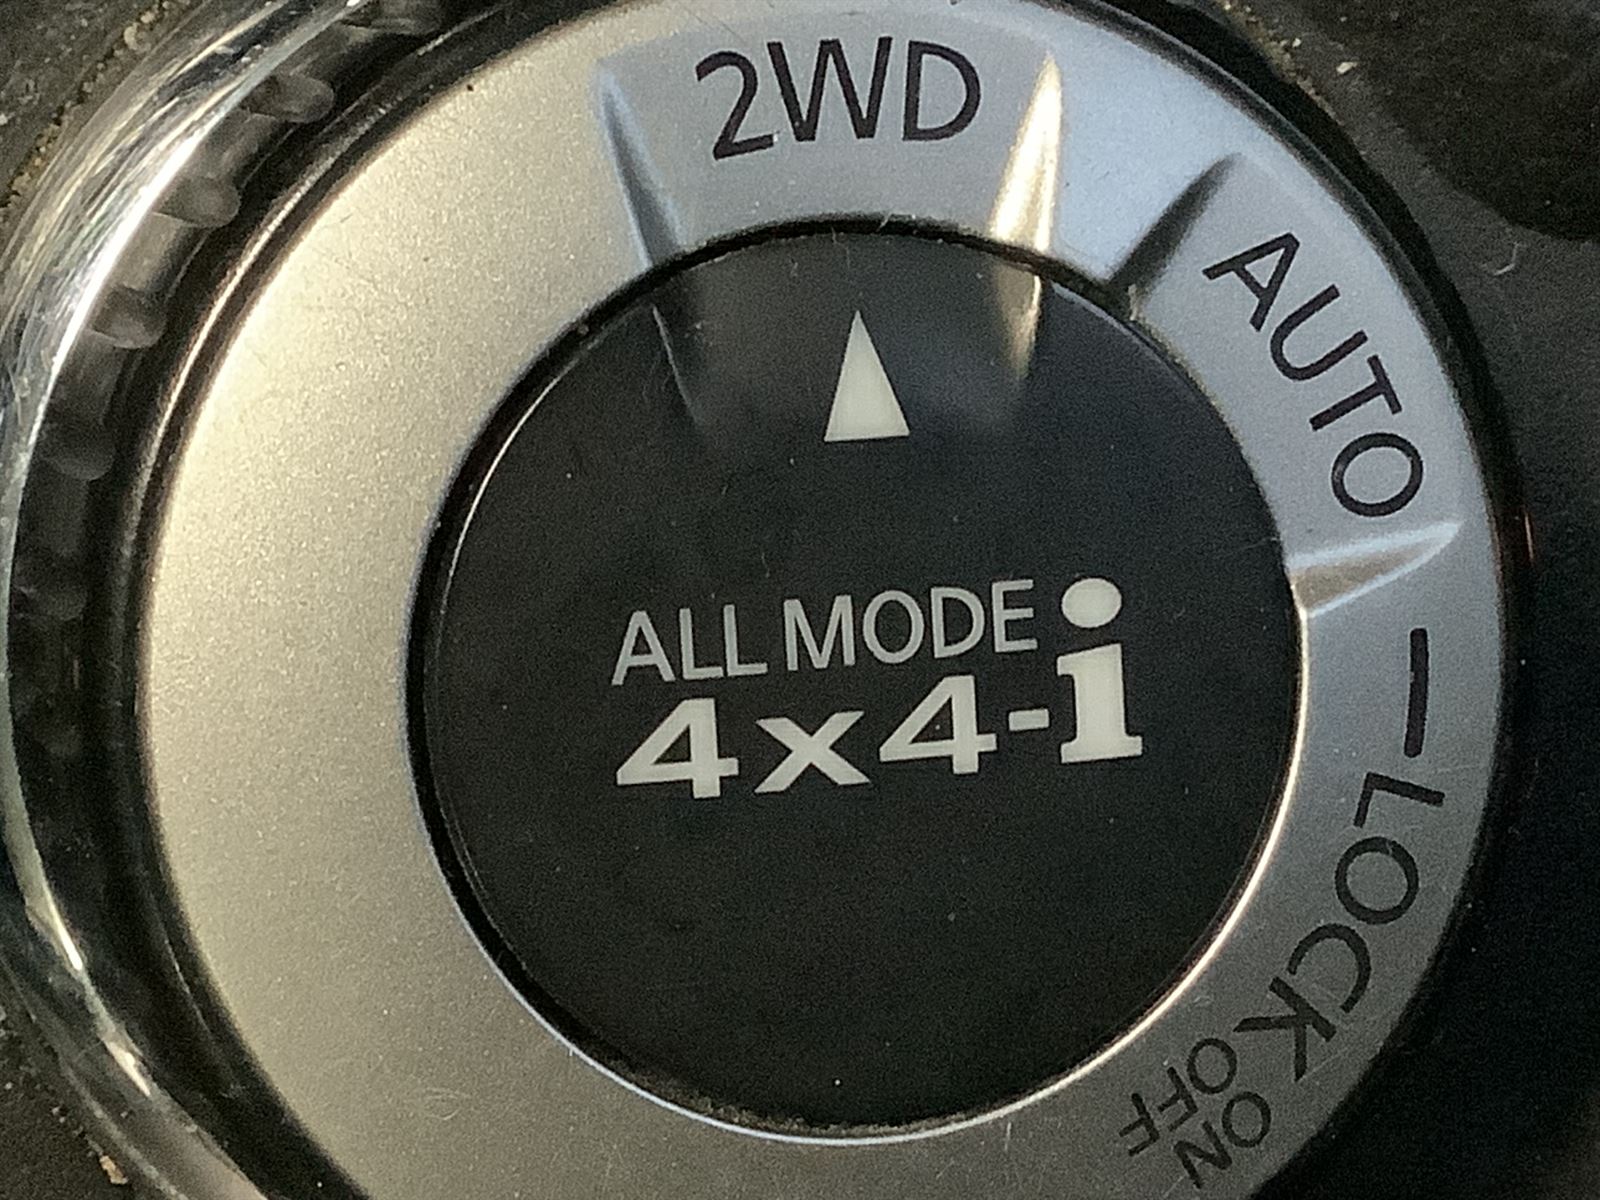 2WD
AUTO
LOCK
ON
OFF
ALL MODE
4x4-i